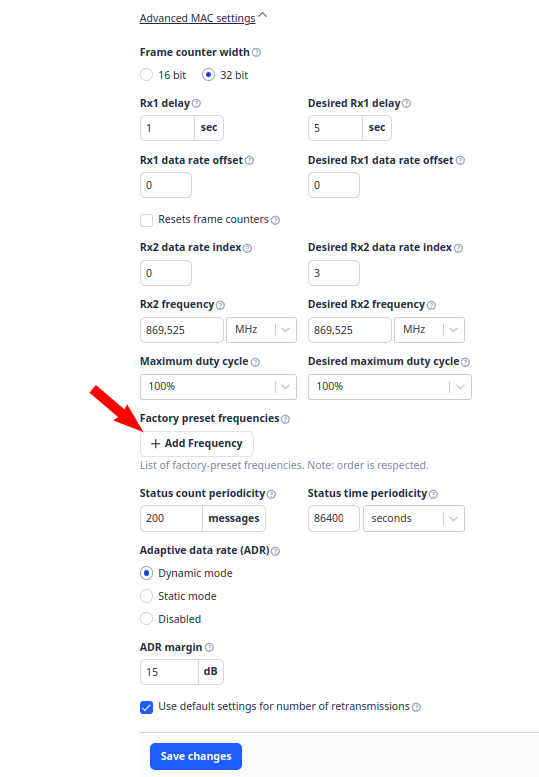 Advanced MAC settings
Frame counter width
16 bit 32 bit
Rx1 delay Desired Rx1 delay
1 sec 5 sec
Rx1 data rate offset Desired Rx1 data rate offset
0 0
Resets frame counters
Rx2 data rate index Desired Rx2 data rate index
0 3
Rx2 frequency Desired Rx2 frequency
869,525 MHz 869,525 MHz
Maximum duty cycle Desired maximum duty cycle
100% 100%
Factory preset frequencies
+ Add Frequency
List of factory-preset frequencies. Note: order is respected.
Status count periodicity Status time periodicity
200 messages 86400 seconds
Adaptive data rate (ADR)
Dynamic mode
Static mode
Disabled
ADR margin
15 dB
Use default settings for number of retransmissions
Save changes